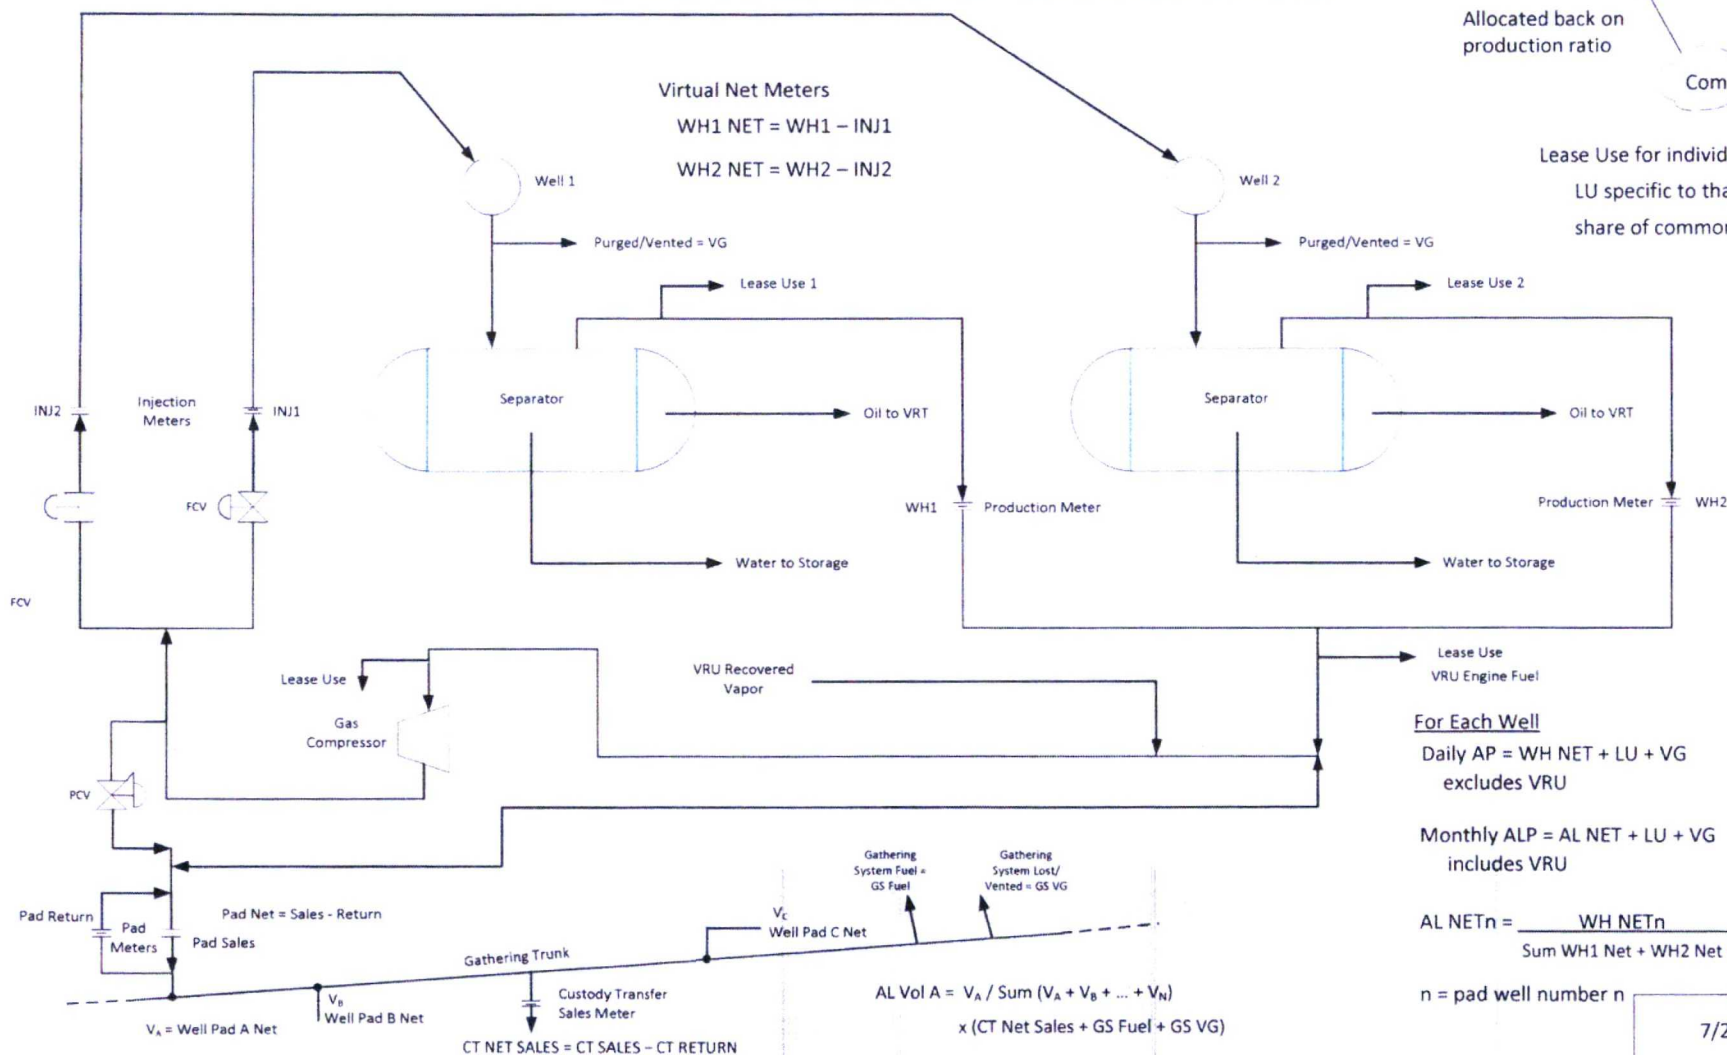 Allocated back on
production ratio
Com
Virtual Net Meters
WH1 NET = WH1 – INJ1
WH2 NET = WH2 – INJ2
Lease Use for individ
LU specific to tha
share of common
Well 1
Well 2
Purged/Vented = VG
Purged/Vented = VG
Lease Use 1
Lease Use 2
INJ2
Injection
Meters
INJ1
Separator
Separator
Oil to VRT
Oil to VRT
FCV
WH1
Production Meter
Production Meter
WH2
Water to Storage
Water to Storage
FCV
Lease Use
VRU Engine Fuel
Lease Use
VRU Recovered
Vapor
Gas
Compressor
PCV
For Each Well
Daily AP = WH NET + LU + VG
excludes VRU
Monthly ALP = AL NET + LU + VG
includes VRU
Gathering
System Fuel =
GS Fuel
Gathering
System Lost/
Vented = GS VG
Pad Return
Pad
Meters
Pad Net = Sales - Return
Pad Sales
VC
Well Pad C Net
AL NETn = WH NETn
Sum WH1 Net + WH2 Net
Gathering Trunk
VB
Well Pad B Net
Custody Transfer
Sales Meter
AL Vol A = VA / Sum (VA + VB + ... + VN)
x (CT Net Sales + GS Fuel + GS VG)
n = pad well number n
VA = Well Pad A Net
CT NET SALES = CT SALES – CT RETURN
7/2